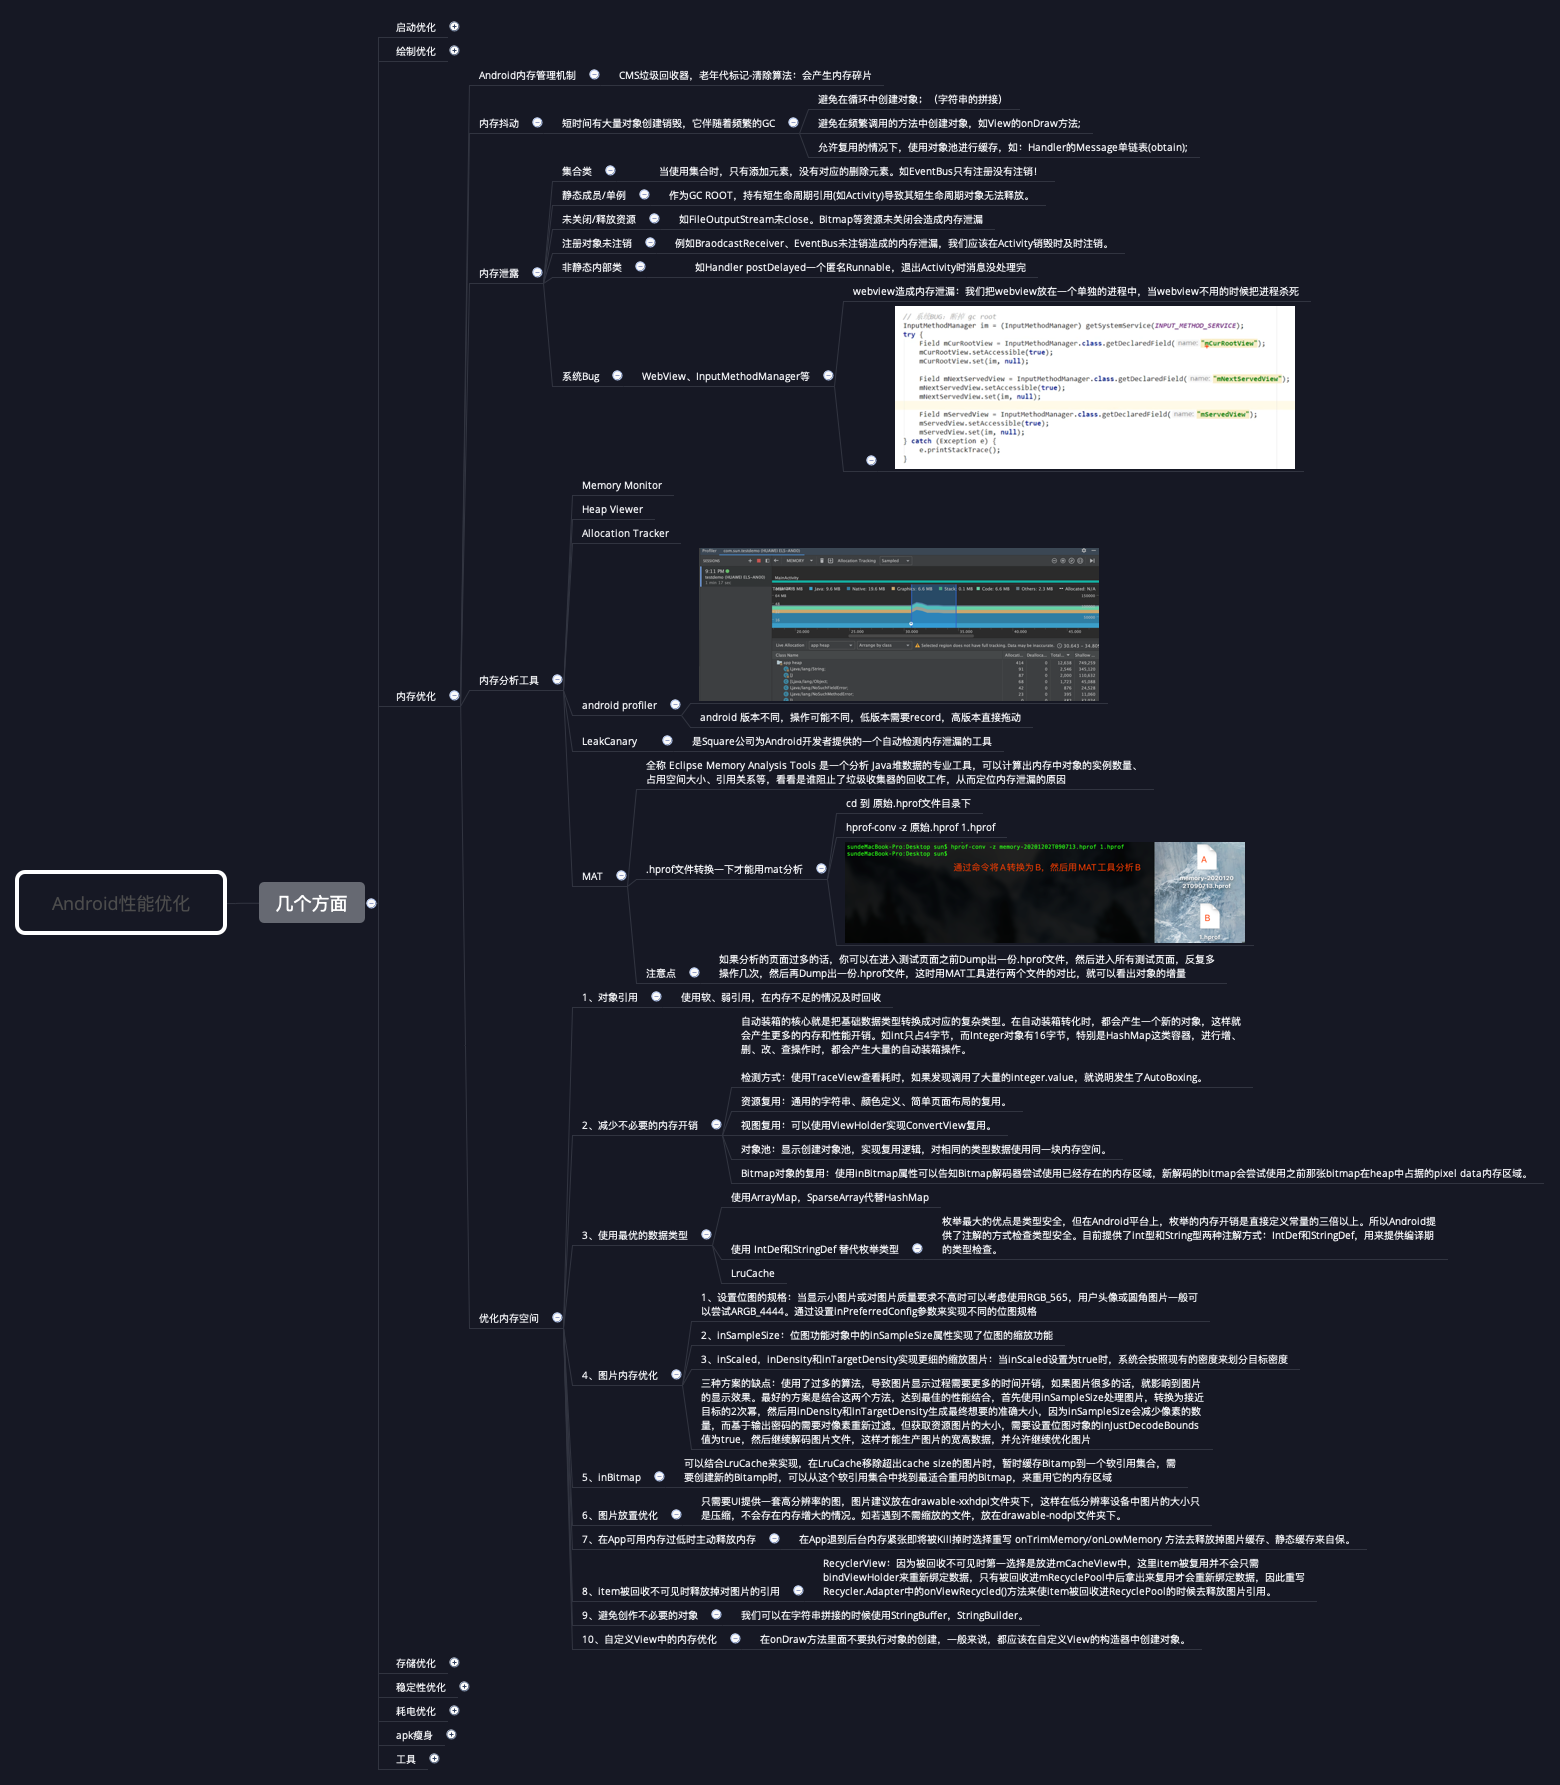 启动优化
绘制优化
Android内存管理机制
CMS垃圾回收器，老年代标记-清除算法：会产生内存碎片
避免在循环中创建对象；（字符串的拼接）
内存抖动
短时间有大量对象创建销毁，它伴随着频繁的GC
避免在频繁调用的方法中创建对象，如View的onDraw方法;
允许复用的情况下，使用对象池进行缓存，如：Handler的Message单链表(obtain);
集合类
当使用集合时，只有添加元素，没有对应的删除元素。如EventBus只有注册没有注销！
静态成员/单例
作为GC ROOT，持有短生命周期引用(如Activity)导致其短生命周期对象无法释放。
未关闭/释放资源
如FileOutputStream未close。Bitmap等资源未关闭会造成内存泄漏
注册对象未注销
例如BraodcastReceiver、EventBus未注销造成的内存泄漏，我们应该在Activity销毁时及时注销。
内存泄露
非静态内部类
如Handler postDelayed一个匿名Runnable，退出Activity时消息没处理完
webview造成内存泄漏：我们把webview放在一个单独的进程中，当webview不用的时候把进程杀死
// 系统BUG：断掉 gc root
InputMethodManager im = (InputMethodManager) getSystemService(INPUT_METHOD_SERVICE);
try {
Field mCurRootView = InputMethodManager.class.getDeclaredField( name: "mCurRootView");
mCurRootView.setAccessible(true);
mCurRootView.set(im, null);
Field mNextServedView = InputMethodManager.class.getDeclaredField( name: "mNextServedView");
mNextServedView.setAccessible(true);
mNextServedView.set(im, null);
Field mServedView = InputMethodManager.class.getDeclaredField( name: "mServedView");
mServedView.setAccessible(true);
mServedView.set(im, null);
} catch (Exception e) {
e.printStackTrace();
}
系统Bug
WebView、InputMethodManager等
Memory Monitor
Heap Viewer
Allocation Tracker
Profiler com.sun.testdemo (HUAWEI ELS-AN00)
SESSIONS
MEMORY
Allocation Tracking Sampled
9:11 PM
testdemo (HUAWEI ELS-AN00)
1 min 17 sec
MainActivity
Java: 9.6 MB Native: 19.6 MB Graphics: 6.6 MB Stack: 0.1 MB Code: 6.6 MB Others: 2.3 MB Allocated: N/A
20.000 25.000 30.000 35.000 40.000 45.000
Live Allocation app heap Arrange by class Selected region does not have full tracking. Data may be inaccurate.
Class Name
app heap
内存分析工具
内存优化
android profiler
android 版本不同，操作可能不同，低版本需要record，高版本直接拖动
LeakCanary
是Square公司为Android开发者提供的一个自动检测内存泄漏的工具
全称 Eclipse Memory Analysis Tools 是一个分析 Java堆数据的专业工具，可以计算出内存中对象的实例数量、
占用空间大小、引用关系等，看看是谁阻止了垃圾收集器的回收工作，从而定位内存泄漏的原因
cd 到 原始.hprof文件目录下
hprof-conv -z 原始.hprof 1.hprof
sundeMacBook-Pro:Desktop sun$ hprof-conv -z memory-20201202T090713.hprof 1.hprof
sundeMacBook-Pro:Desktop sun$
通过命令将A转换为B，然后用MAT工具分析B
A
memory-2020120
2T090713.hprof
B
1.hprof
MAT
.hprof文件转换一下才能用mat分析
Android性能优化
几个方面
注意点
如果分析的页面过多的话，你可以在进入测试页面之前Dump出一份.hprof文件，然后进入所有测试页面，反复多
操作几次，然后再Dump出一份.hprof文件，这时用MAT工具进行两个文件的对比，就可以看出对象的增量
1、对象引用
使用软、弱引用，在内存不足的情况及时回收
自动装箱的核心就是把基础数据类型转换成对应的复杂类型。在自动装箱转化时，都会产生一个新的对象，这样就
会产生更多的内存和性能开销。如int只占4字节，而Integer对象有16字节，特别是HashMap这类容器，进行增、
删、改、查操作时，都会产生大量的自动装箱操作。
检测方式：使用TraceView查看耗时，如果发现调用了大量的integer.value，就说明发生了AutoBoxing。
资源复用：通用的字符串、颜色定义、简单页面布局的复用。
2、减少不必要的内存开销
视图复用：可以使用ViewHolder实现ConvertView复用。
对象池：显示创建对象池，实现复用逻辑，对相同的类型数据使用同一块内存空间。
Bitmap对象的复用：使用inBitmap属性可以告知Bitmap解码器尝试使用已经存在的内存区域，新解码的bitmap会尝试使用之前那张bitmap在heap中占据的pixel data内存区域。
使用ArrayMap，SparseArray代替HashMap
3、使用最优的数据类型
使用 IntDef和StringDef 替代枚举类型
枚举最大的优点是类型安全，但在Android平台上，枚举的内存开销是直接定义常量的三倍以上。所以Android提
供了注解的方式检查类型安全。目前提供了int型和String型两种注解方式：IntDef和StringDef，用来提供编译期
的类型检查。
LruCache
优化内存空间
1、设置位图的规格：当显示小图片或对图片质量要求不高时可以考虑使用RGB_565，用户头像或圆角图片一般可
以尝试ARGB_4444。通过设置inPreferredConfig参数来实现不同的位图规格
2、inSampleSize：位图功能对象中的inSampleSize属性实现了位图的缩放功能
3、inScaled，inDensity和inTargetDensity实现更细的缩放图片：当inScaled设置为true时，系统会按照现有的密度来划分目标密度
4、图片内存优化
三种方案的缺点：使用了过多的算法，导致图片显示过程需要更多的时间开销，如果图片很多的话，就影响到图片
的显示效果。最好的方案是结合这两个方法，达到最佳的性能结合，首先使用inSampleSize处理图片，转换为接近
目标的2次幂，然后用inDensity和inTargetDensity生成最终想要的准确大小，因为inSampleSize会减少像素的数
量，而基于输出密码的需要对像素重新过滤。但获取资源图片的大小，需要设置位图对象的inJustDecodeBounds
值为true，然后继续解码图片文件，这样才能生产图片的宽高数据，并允许继续优化图片
5、inBitmap
可以结合LruCache来实现，在LruCache移除超出cache size的图片时，暂时缓存Bitamp到一个软引用集合，需
要创建新的Bitamp时，可以从这个软引用集合中找到最适合重用的Bitmap，来重用它的内存区域
6、图片放置优化
只需要UI提供一套高分辨率的图，图片建议放在drawable-xxhdpi文件夹下，这样在低分辨率设备中图片的大小只
是压缩，不会存在内存增大的情况。如若遇到不需缩放的文件，放在drawable-nodpi文件夹下。
7、在App可用内存过低时主动释放内存
在App退到后台内存紧张即将被Kill掉时选择重写 onTrimMemory/onLowMemory 方法去释放掉图片缓存、静态缓存来自保。
8、item被回收不可见时释放掉对图片的引用
RecyclerView：因为被回收不可见时第一选择是放进mCacheView中，这里item被复用并不会只需
bindViewHolder来重新绑定数据，只有被回收进mRecyclePool中后拿出来复用才会重新绑定数据，因此重写
Recycler.Adapter中的onViewRecycled()方法来使item被回收进RecyclePool的时候去释放图片引用。
9、避免创作不必要的对象
我们可以在字符串拼接的时候使用StringBuffer，StringBuilder。
10、自定义View中的内存优化
在onDraw方法里面不要执行对象的创建，一般来说，都应该在自定义View的构造器中创建对象。
存储优化
稳定性优化
耗电优化
apk瘦身
工具